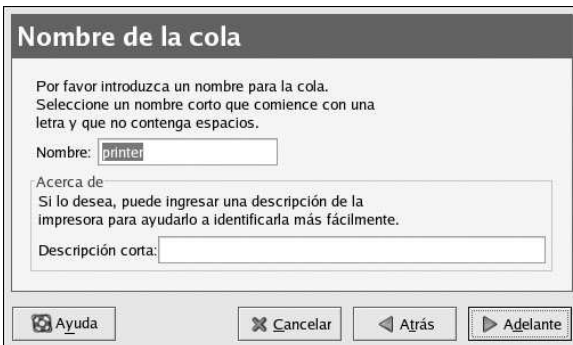 Nombre de la cola
Por favor introduzca un nombre para la cola.
Seleccione un nombre corto que comience con una
letra y que no contenga espacios.
Nombre: printer
Acerca de
Si lo desea, puede ingresar una descripción de la
impresora para ayudarlo a identificarla más fácilmente.
Descripción corta:
Ayuda Cancelar Atrás Adelante